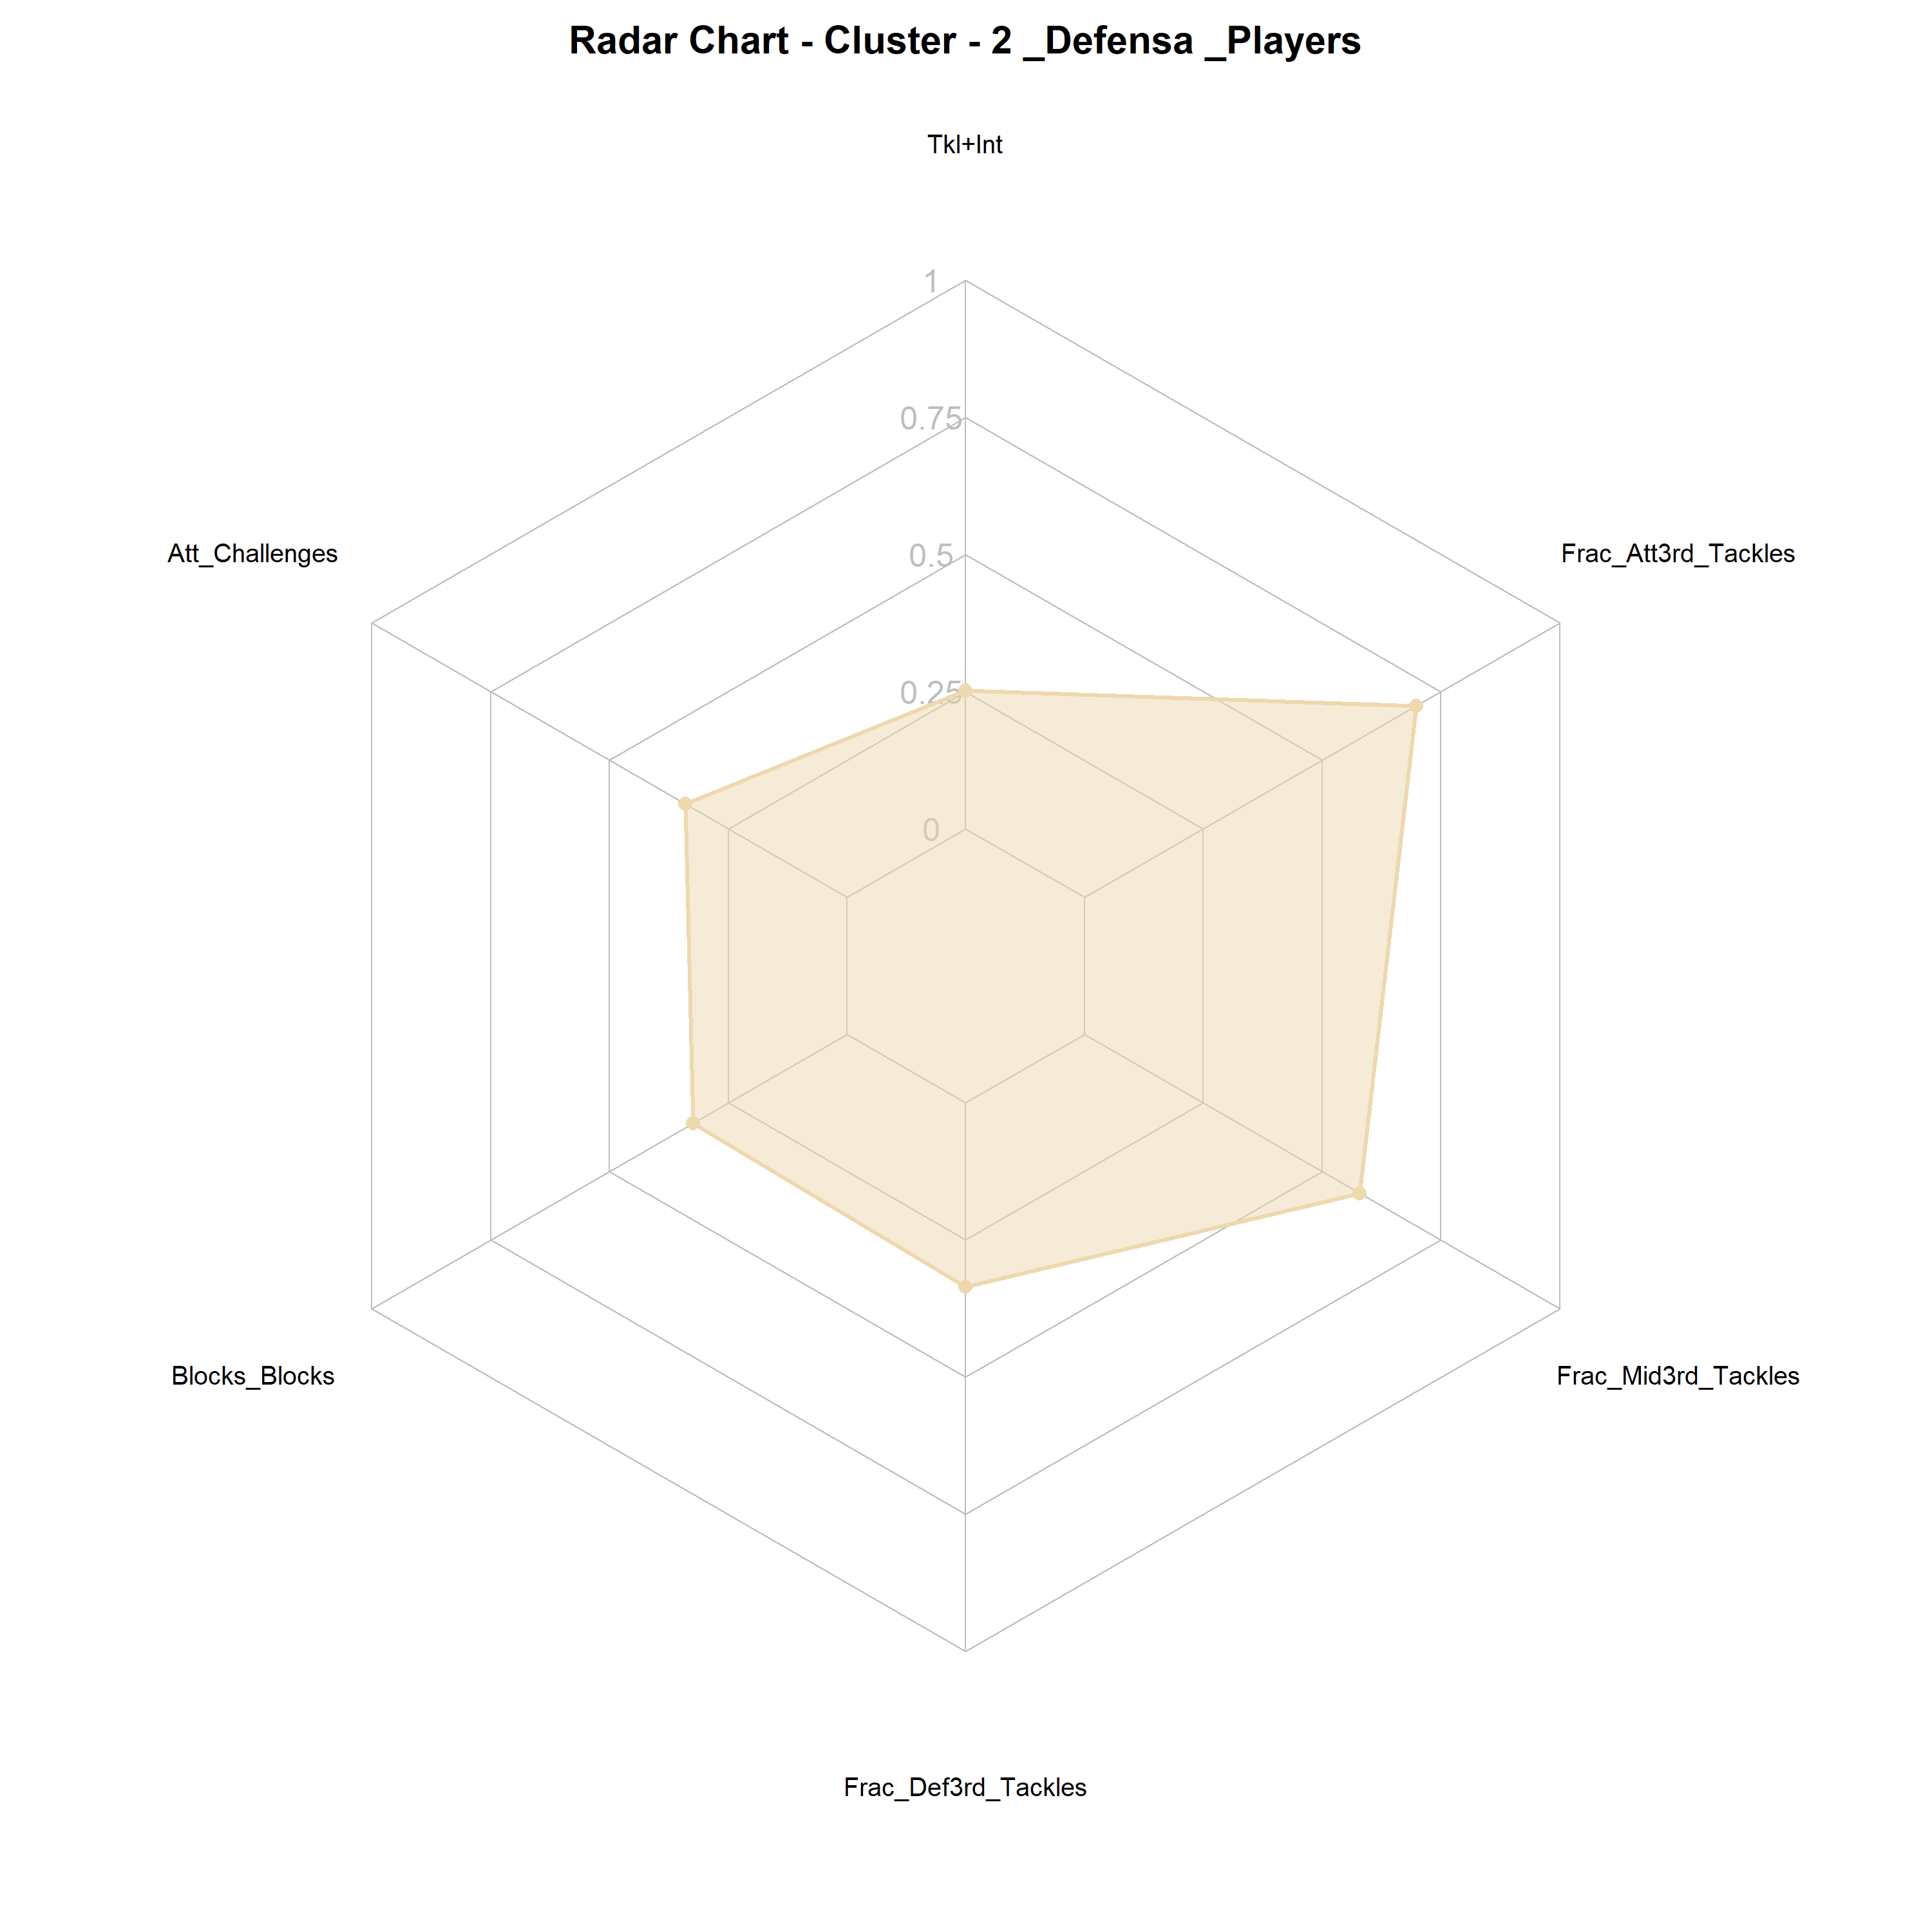 Radar Chart - Cluster - 2 _Defensa _Players
Tkl+Int
1
0.75
0.5
Att_Challenges
Frac_Att3rd_Tackles
0.25
0
Blocks_Blocks
Frac_Mid3rd_Tackles
Frac_Def3rd_Tackles